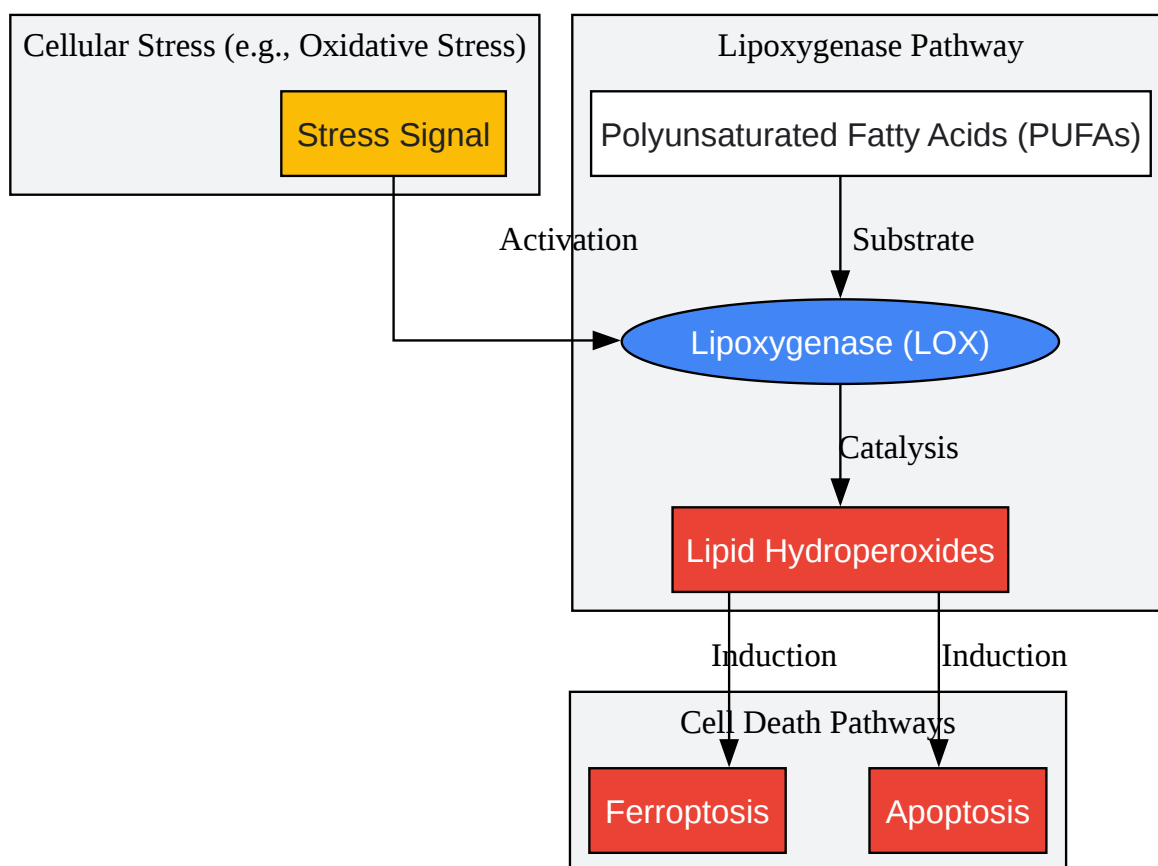 Cellular Stress (e.g., Oxidative Stress)
Stress Signal
Lipoxygenase Pathway
Polyunsaturated Fatty Acids (PUFAs)
Activation
Substrate
Lipoxygenase (LOX)
Catalysis
Lipid Hydroperoxides
Induction
Induction
Cell Death Pathways
Ferroptosis
Apoptosis